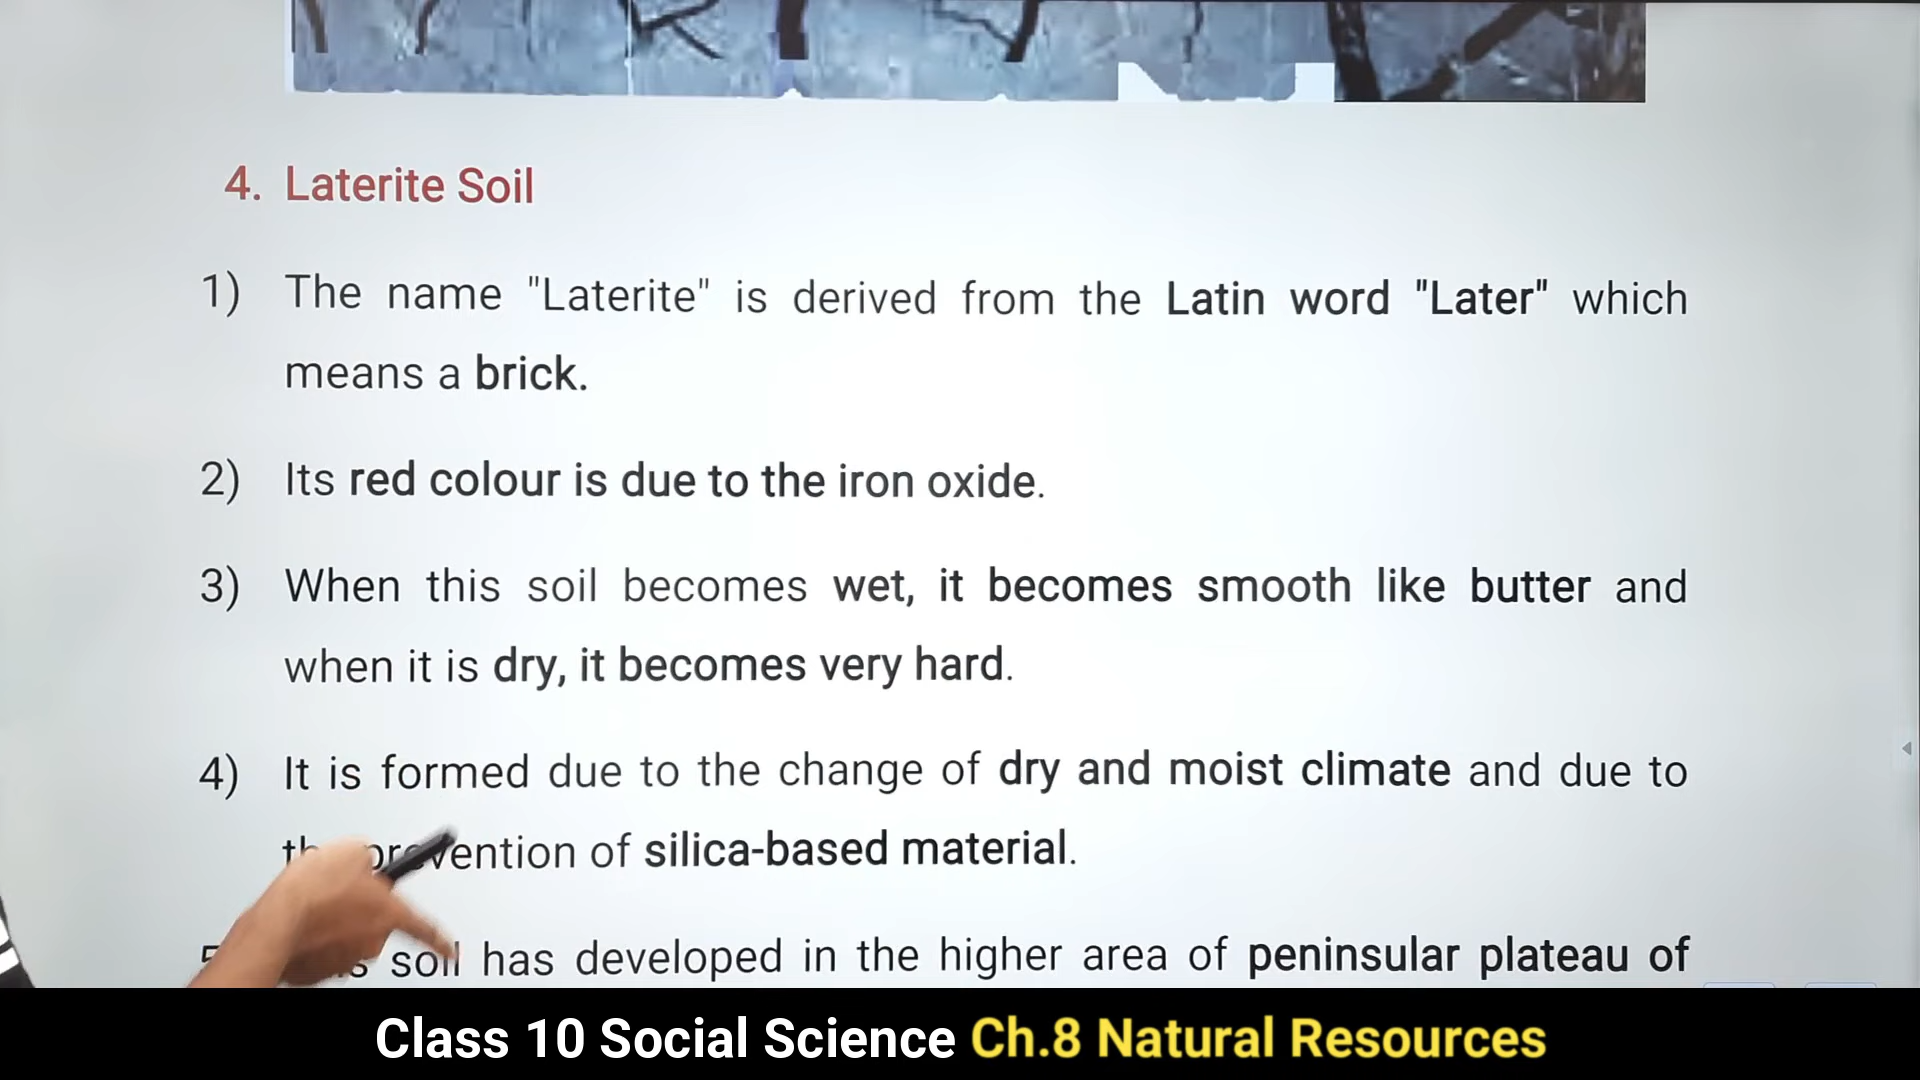 4. Laterite Soil
1) The name "Laterite" is derived from the Latin word "Later" which
means a brick.
2) Its red colour is due to the iron oxide.
3) When this soil becomes wet, it becomes smooth like butter and
when it is dry, it becomes very hard.
4) It is formed due to the change of dry and moist climate and due to
of silica-based material.
soil has developed in the higher area of peninsular plateau of
Class 10 Social Science Ch.8 Natural Resources